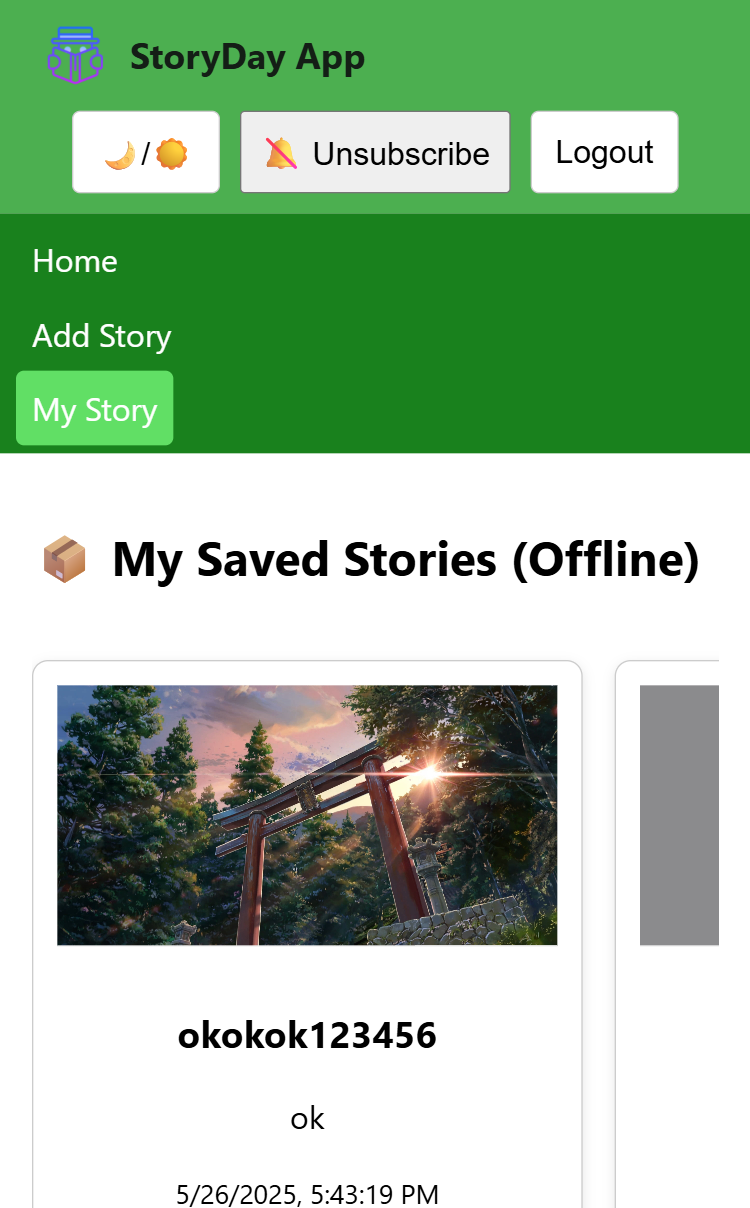 StoryDay App
🌙/☀️ Unsubscribe Logout
Home
Add Story
My Story
My Saved Stories (Offline)
okokok123456
ok
5/26/2025, 5:43:19 PM